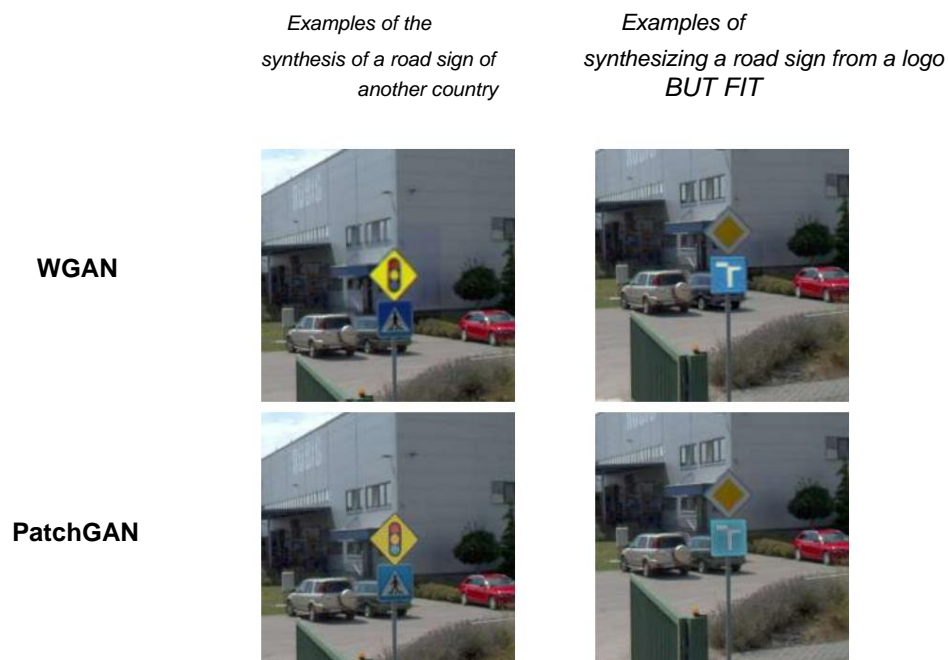 Examples of the
synthesis of a road sign of
another country
Examples of
synthesizing a road sign from a logo
BUT FIT
WGAN
PatchGAN